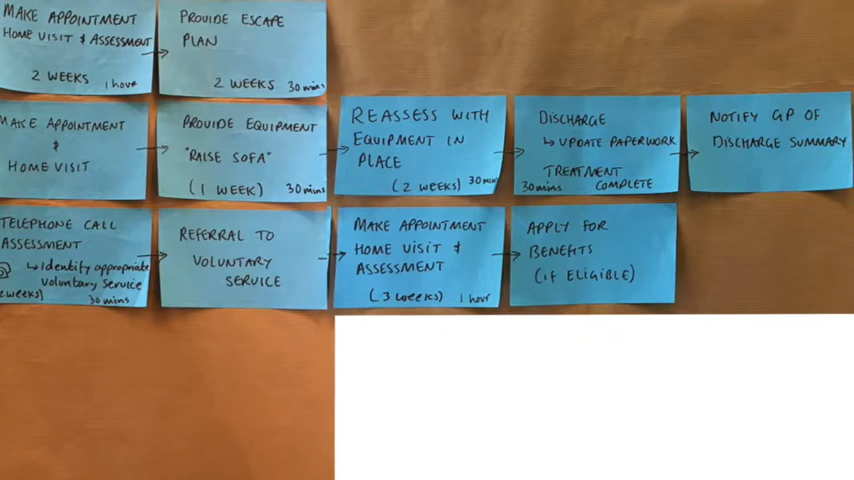 MAKE APPOINTMENT
HOME VISIT & ASSESSMENT
2 WEEKS 1 hour
PROVIDE ESCAPE
PLAN
2 WEEKS 30 mins
MAKE APPOINTMENT
&
HOME VISIT
PROVIDE EQUIPMENT
"RAISE SOFA"
(1 WEEK) 30 mins
REASSESS WITH
EQUIPMENT IN
PLACE
(2 WEEKS) 30 mins
DISCHARGE
↳ UPDATE PAPERWORK
TREATMENT
30 mins COMPLETE
NOTIFY GP OF
DISCHARGE SUMMARY
TELEPHONE CALL
ASSESSMENT
↳ Identify appropriate
voluntary service
weeks) 30 mins
REFERRAL TO
VOLUNTARY
SERVICE
MAKE APPOINTMENT
HOME VISIT &
ASSESSMENT
(3 weeks) 1 hour
APPLY FOR
BENEFITS
(IF ELIGIBLE)